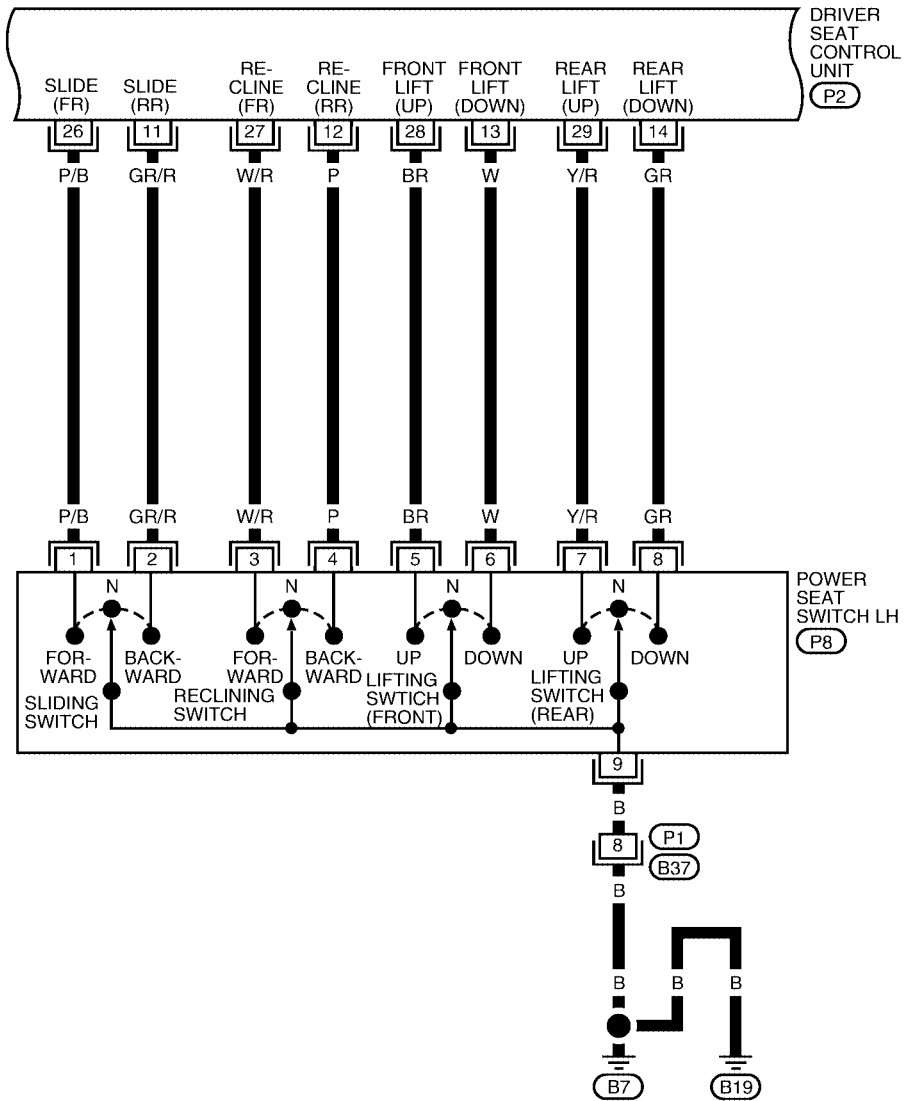 DRIVER
SEAT
CONTROL
UNIT
P2
SLIDE
(FR)
SLIDE
(RR)
RE-
CLINE
(FR)
RE-
CLINE
(RR)
FRONT
LIFT
(UP)
FRONT
LIFT
(DOWN)
REAR
LIFT
(UP)
REAR
LIFT
(DOWN)
26 11 27 12 28 13 29 14
P/B GR/R W/R P BR W Y/R GR
P/B GR/R W/R P BR W Y/R GR
1 2 3 4 5 6 7 8
POWER
SEAT
SWITCH LH
P8
N N N N
FOR-
WARD
BACK-
WARD
SLIDING
SWITCH
FOR-
WARD
BACK-
WARD
RECLINING
SWITCH
UP
DOWN
LIFTING
SWTICH
(FRONT)
UP
DOWN
LIFTING
SWITCH
(REAR)
9
B
8
P1
B37
B
B B B
B7 B19